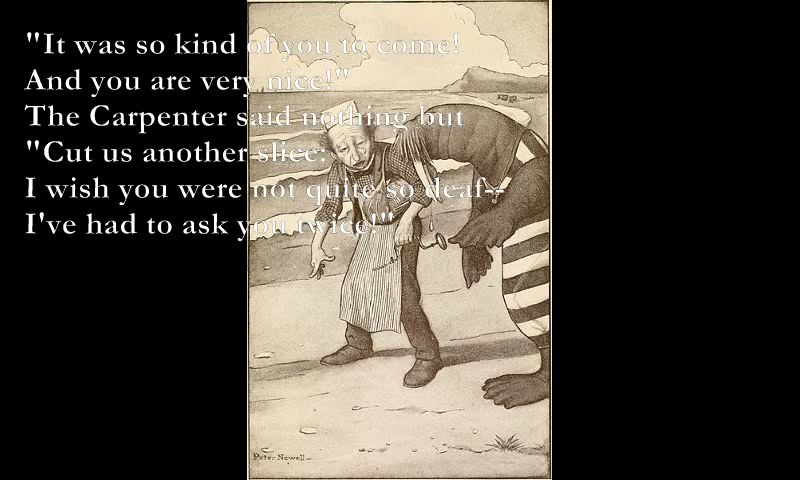 "It was so kind of you to come!
And you are very nice!"
The Carpenter said nothing but
"Cut us another slice:
I wish you were not quite so deaf--
I've had to ask you twice!"
Peter Newell